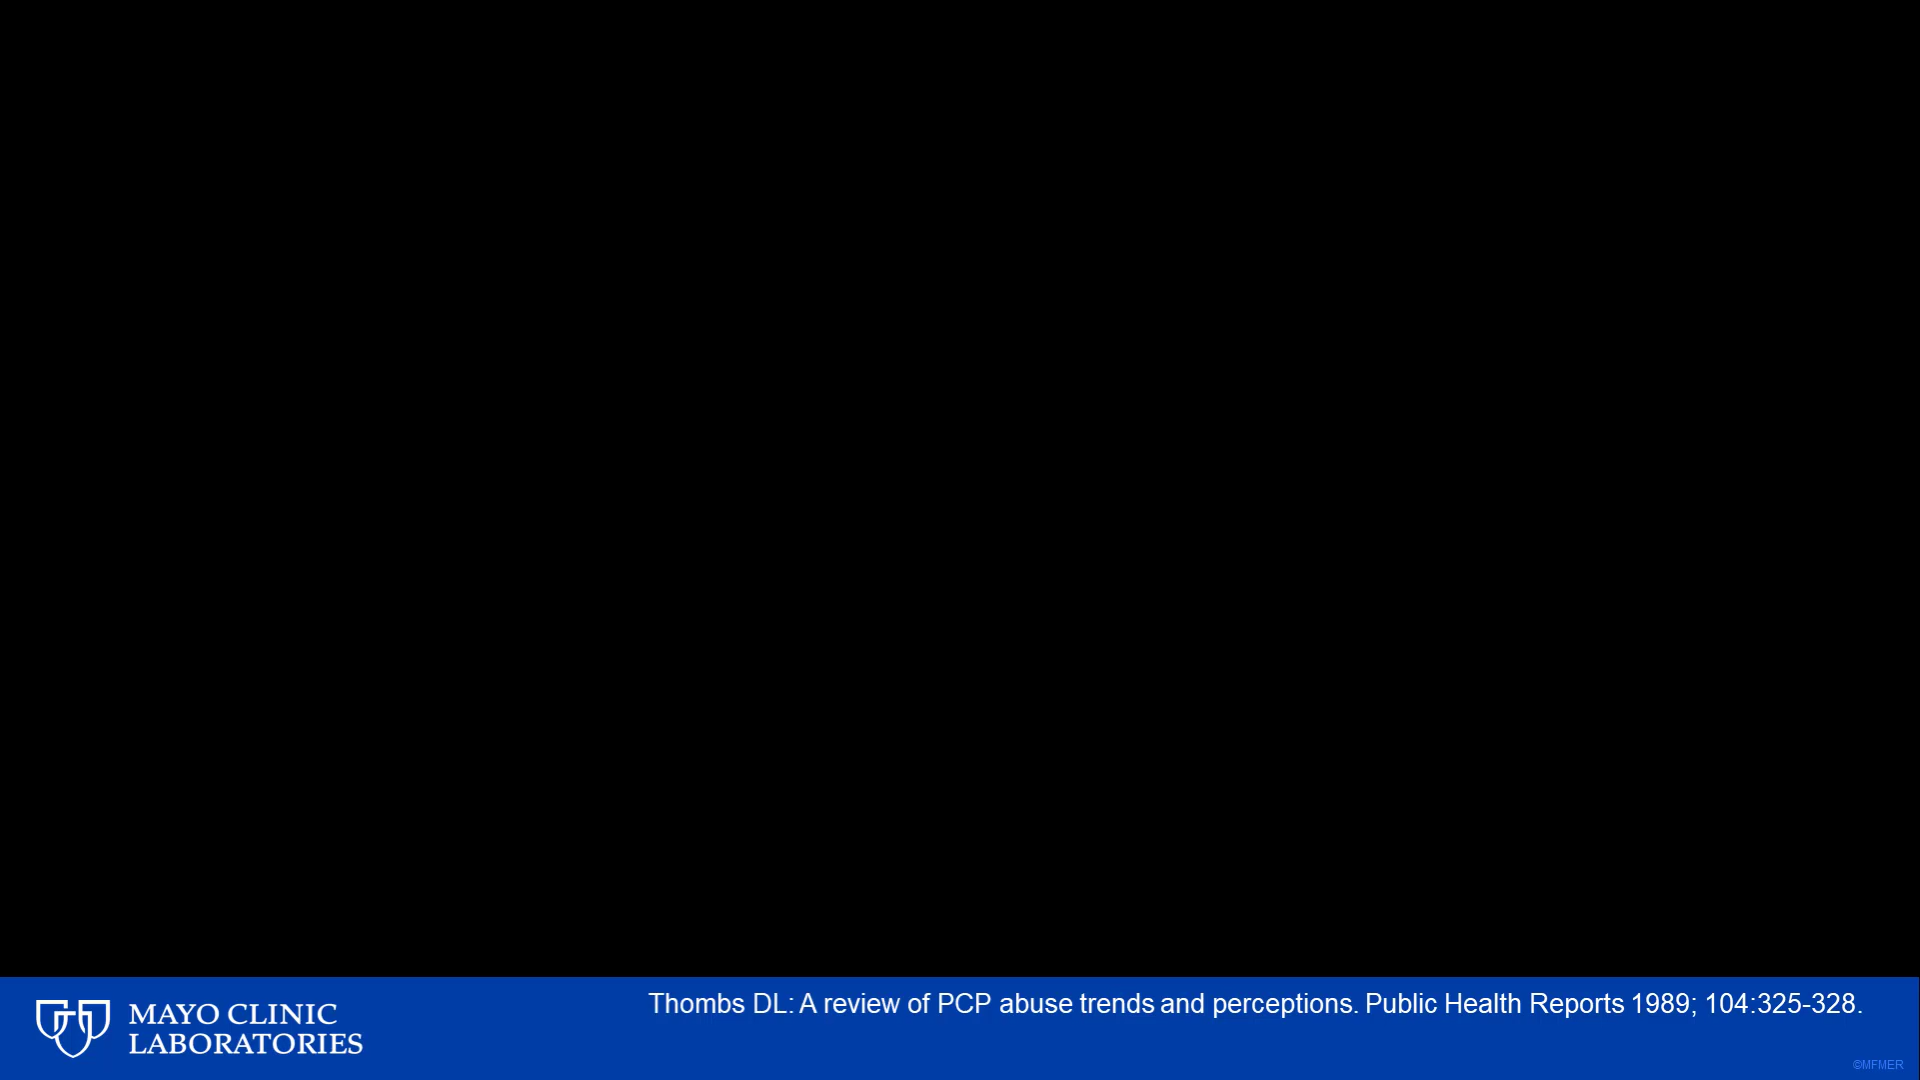 MAYO CLINIC
LABORATORIES
Thombs DL: A review of PCP abuse trends and perceptions. Public Health Reports 1989; 104:325-328.
©MFMER